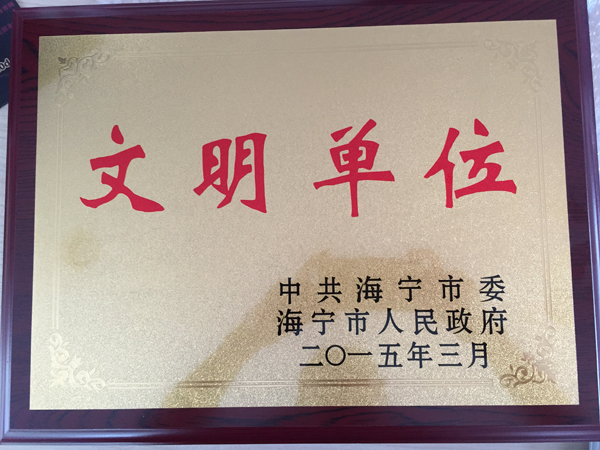 文明单位
中共海宁市委
海宁市人民政府
二〇一五年三月